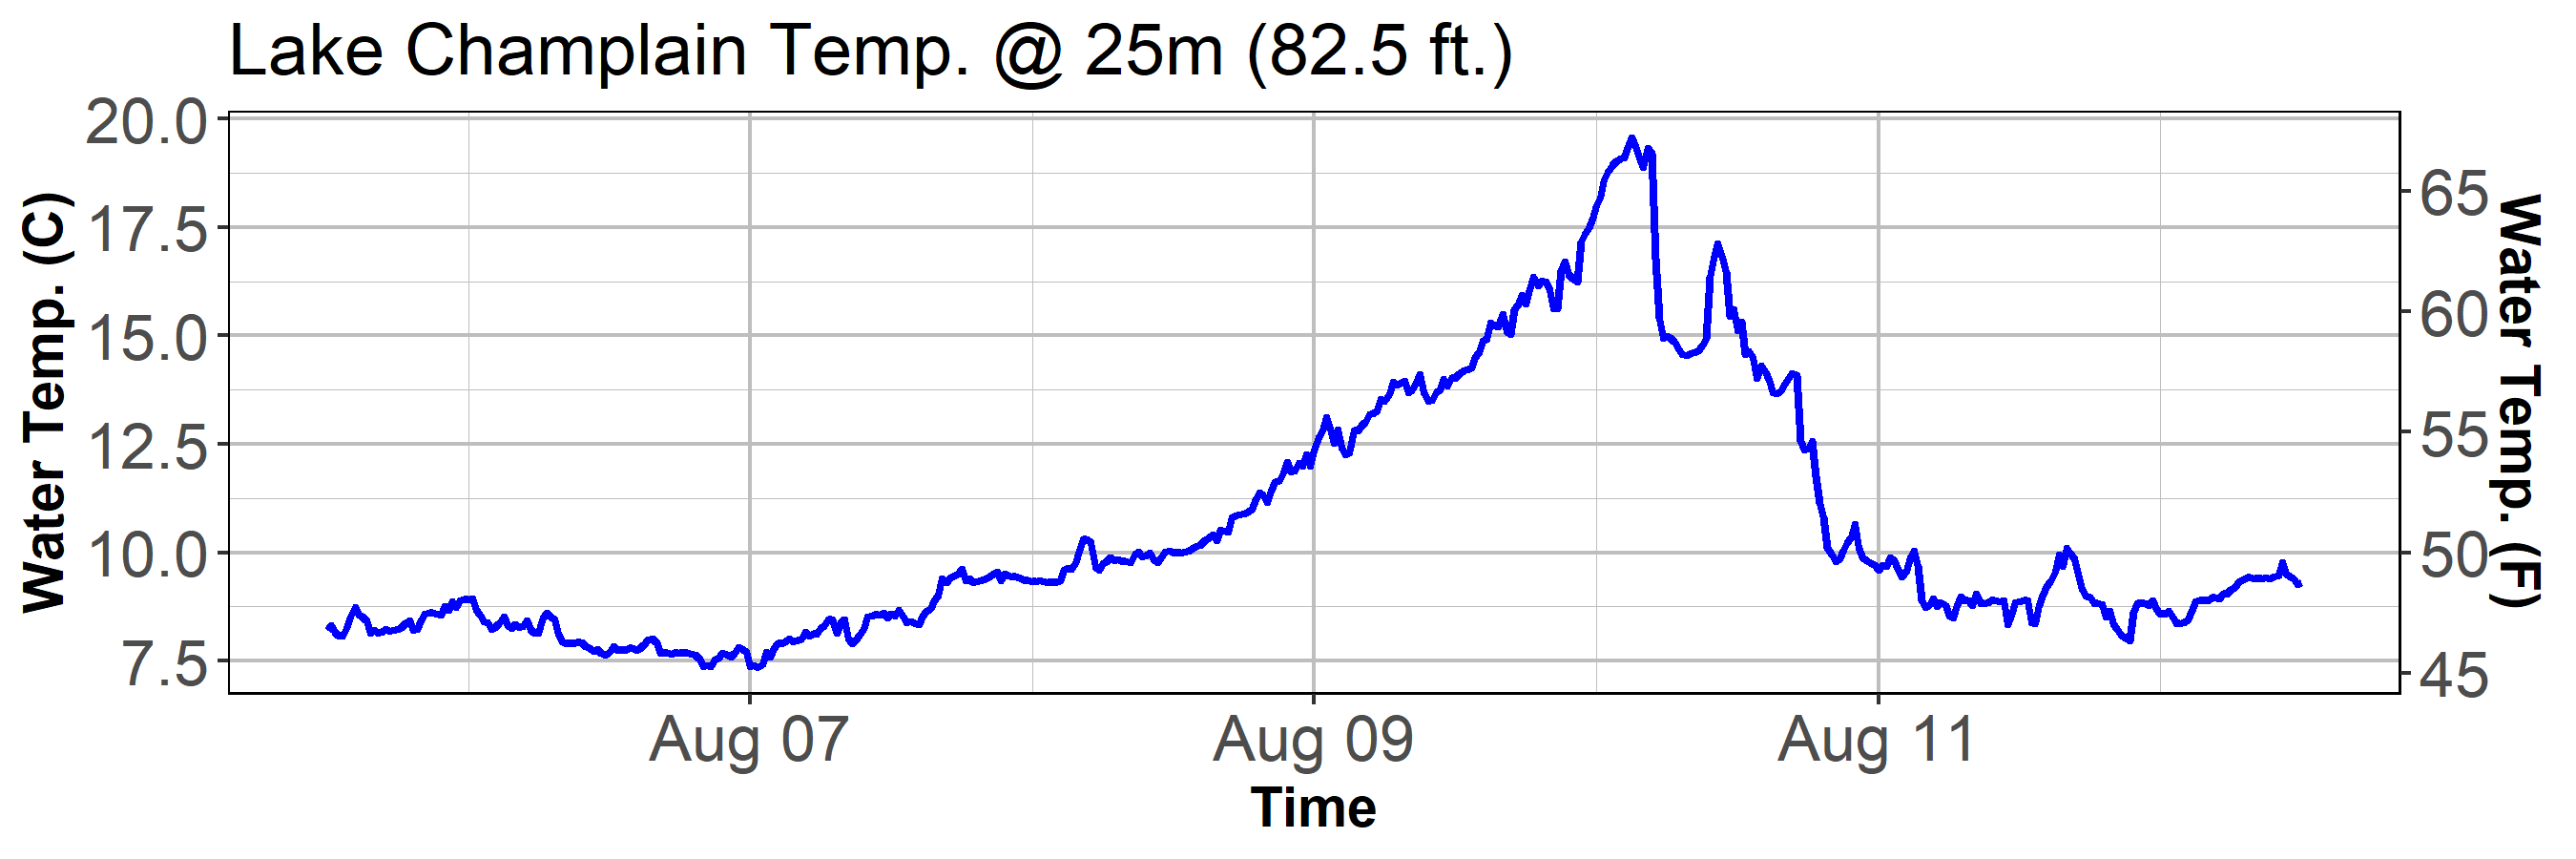 Lake Champlain Temp. @ 25m (82.5 ft.)
Water Temp. (C)
20.0
17.5
15.0
12.5
10.0
7.5
65
60
55
50
45
Water Temp. (F)
Aug 07 Aug 09 Aug 11
Time